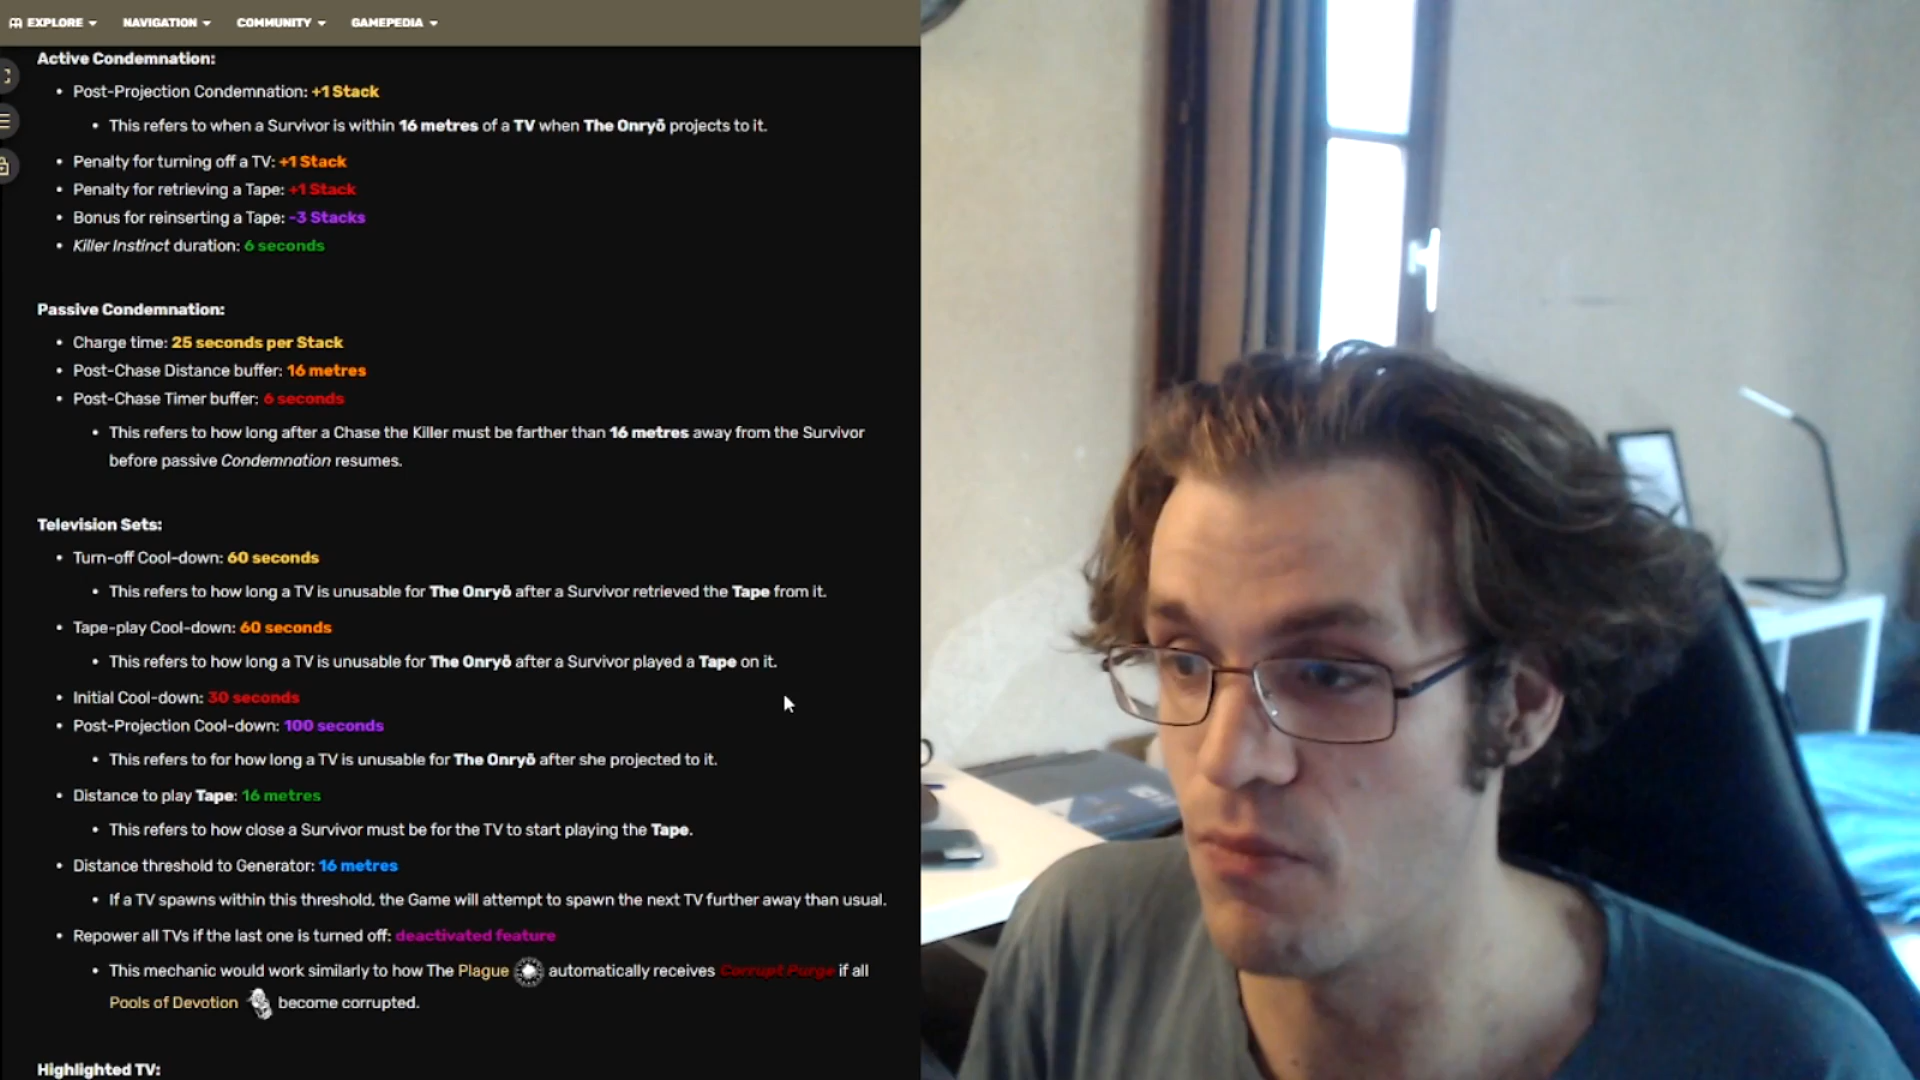 EXPLORE NAVIGATION COMMUNITY GAMEPEDIA
Active Condemnation:
Post-Projection Condemnation: +1 Stack
This refers to when a Survivor is within 16 metres of a TV when The Onryō projects to it.
Penalty for turning off a TV: +1 Stack
Penalty for retrieving a Tape: +1 Stack
Bonus for reinserting a Tape: -3 Stacks
Killer Instinct duration: 6 seconds
Passive Condemnation:
Charge time: 25 seconds per Stack
Post-Chase Distance buffer: 16 metres
Post-Chase Timer buffer: 6 seconds
This refers to how long after a Chase the Killer must be farther than 16 metres away from the Survivor
before passive Condemnation resumes.
Television Sets:
Turn-off Cool-down: 60 seconds
This refers to how long a TV is unusable for The Onryō after a Survivor retrieved the Tape from it.
Tape-play Cool-down: 60 seconds
This refers to how long a TV is unusable for The Onryō after a Survivor played a Tape on it.
Initial Cool-down: 30 seconds
Post-Projection Cool-down: 100 seconds
This refers to for how long a TV is unusable for The Onryō after she projected to it.
Distance to play Tape: 16 metres
This refers to how close a Survivor must be for the TV to start playing the Tape.
Distance threshold to Generator: 16 metres
If a TV spawns within this threshold, the Game will attempt to spawn the next TV further away than usual.
Repower all TVs if the last one is turned off: deactivated feature
This mechanic would work similarly to how The Plague automatically receives Corrupt Purge if all
Pools of Devotion become corrupted.
Highlighted TV: